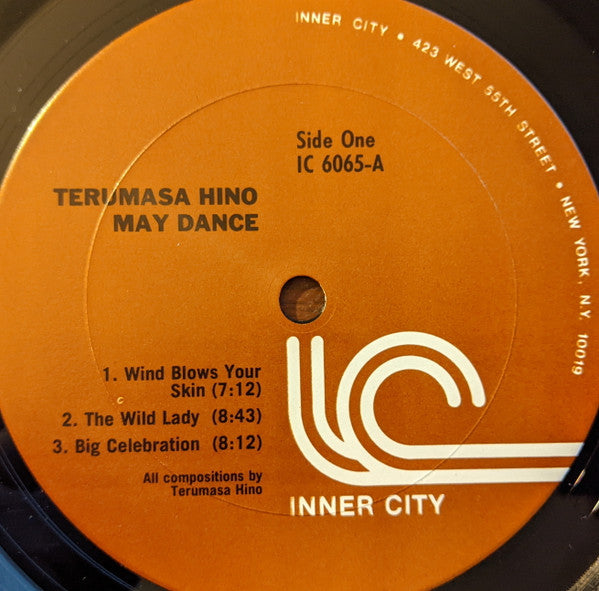 INNER CITY • 423 WEST 55TH STREET • NEW YORK, N.Y. 10019
Side One
IC 6065-A
TERUMASA HINO
MAY DANCE
1. Wind Blows Your
Skin (7:12)
2. The Wild Lady (8:43)
3. Big Celebration (8:12)
All compositions by
Terumasa Hino
INNER CITY